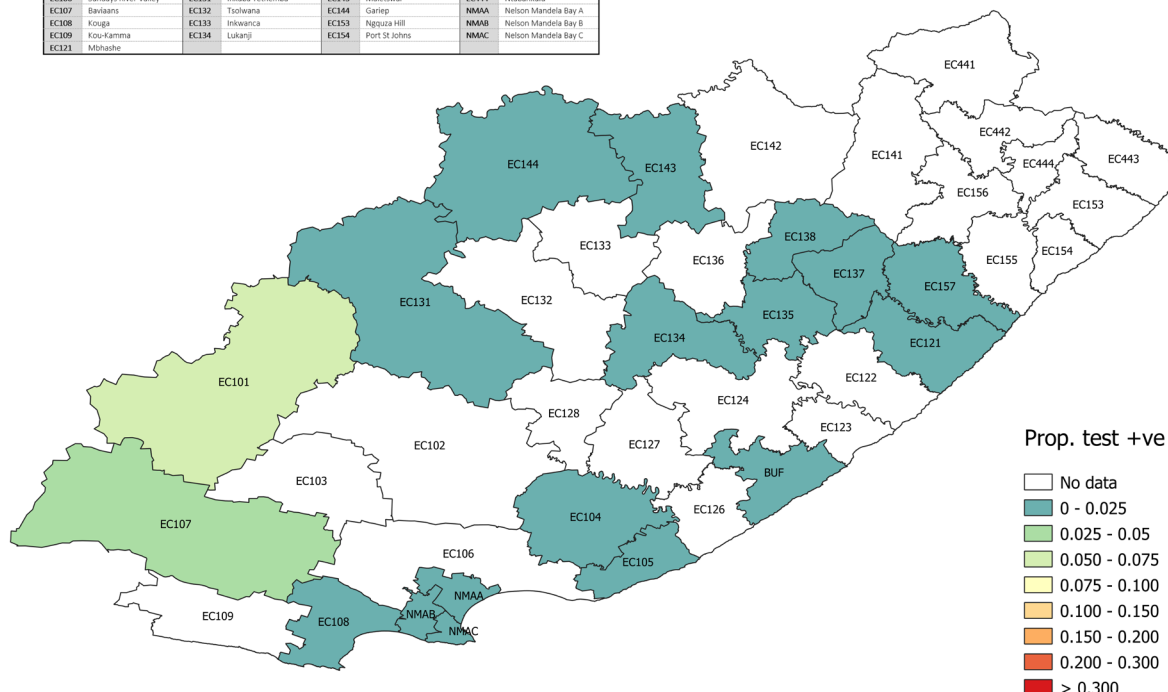 EC107 Baviaans EC132 Tsolwana EC144 Gariep NMAA Nelson Mandela Bay A
EC108 Kouga EC133 Inkwanca EC153 Ngquza Hill NMAB Nelson Mandela Bay B
EC109 Kou-Kamma EC134 Lukanji EC154 Port St Johns NMAC Nelson Mandela Bay C
EC121 Mbhashe
EC441
EC442
EC142
EC141
EC444
EC443
EC144
EC143
EC156
EC153
EC138
EC133
EC136
EC155
EC154
EC137
EC157
EC131
EC132
EC135
EC134
EC121
EC101
EC122
EC128
EC124
EC123
EC102
EC127
BUF
EC103
EC126
EC107
EC104
EC106
EC105
NMAA
EC109
EC108
NMAB
NMAC
Prop. test +ve
No data
0 - 0.025
0.025 - 0.05
0.050 - 0.075
0.075 - 0.100
0.100 - 0.150
0.150 - 0.200
0.200 - 0.300
> 0.300